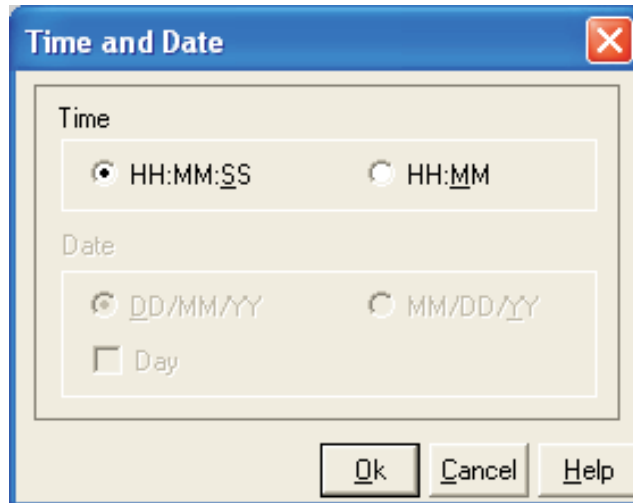 Time and Date
Time
HH:MM:SS HH:MM
Date
DD/MM/YY MM/DD/YY
Day
Ok Cancel Help